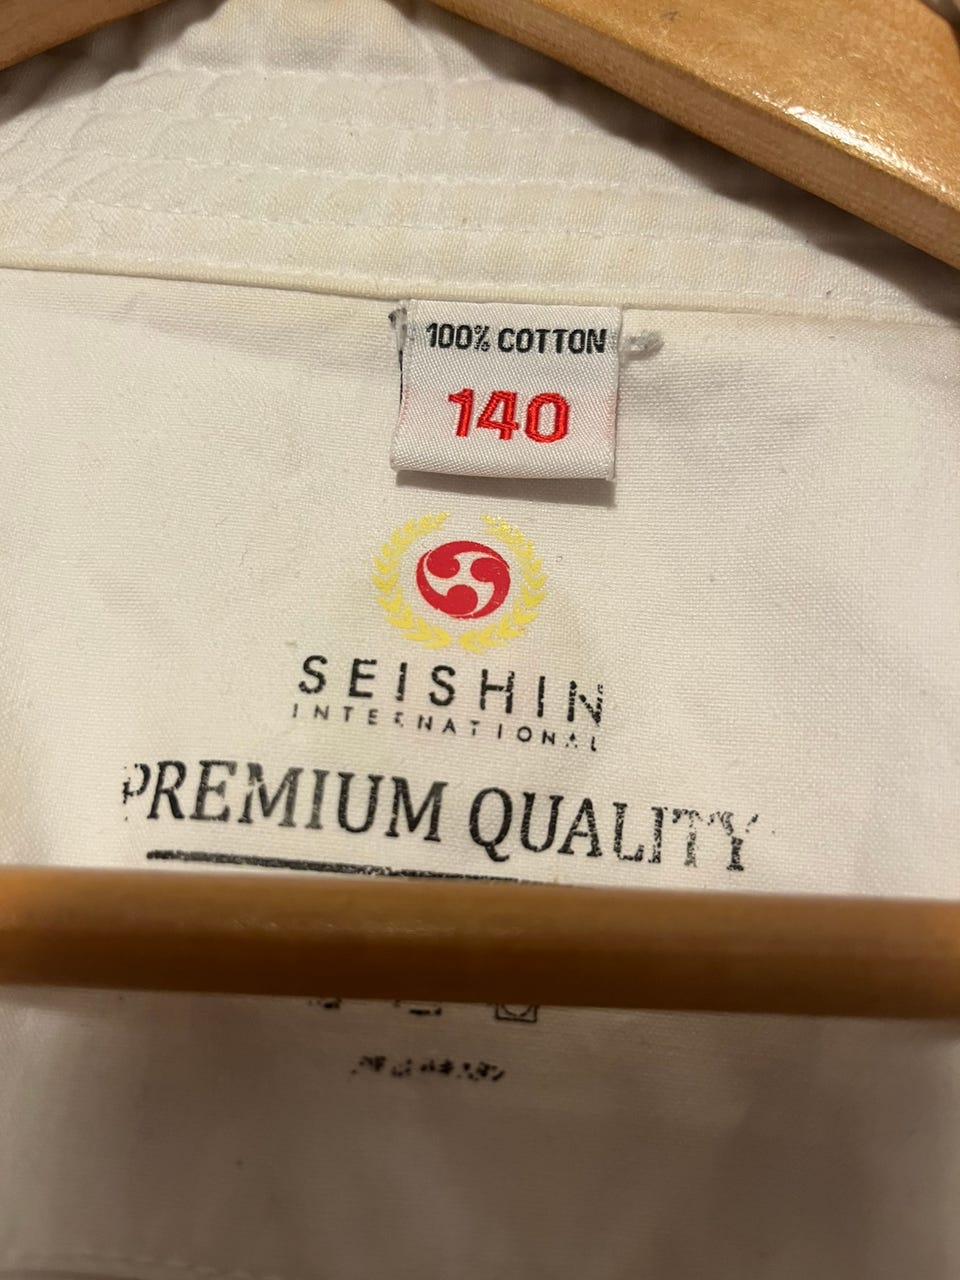 100% COTTON
140
SEISHIN
INTERNATIONAL
PREMIUM QUALITY